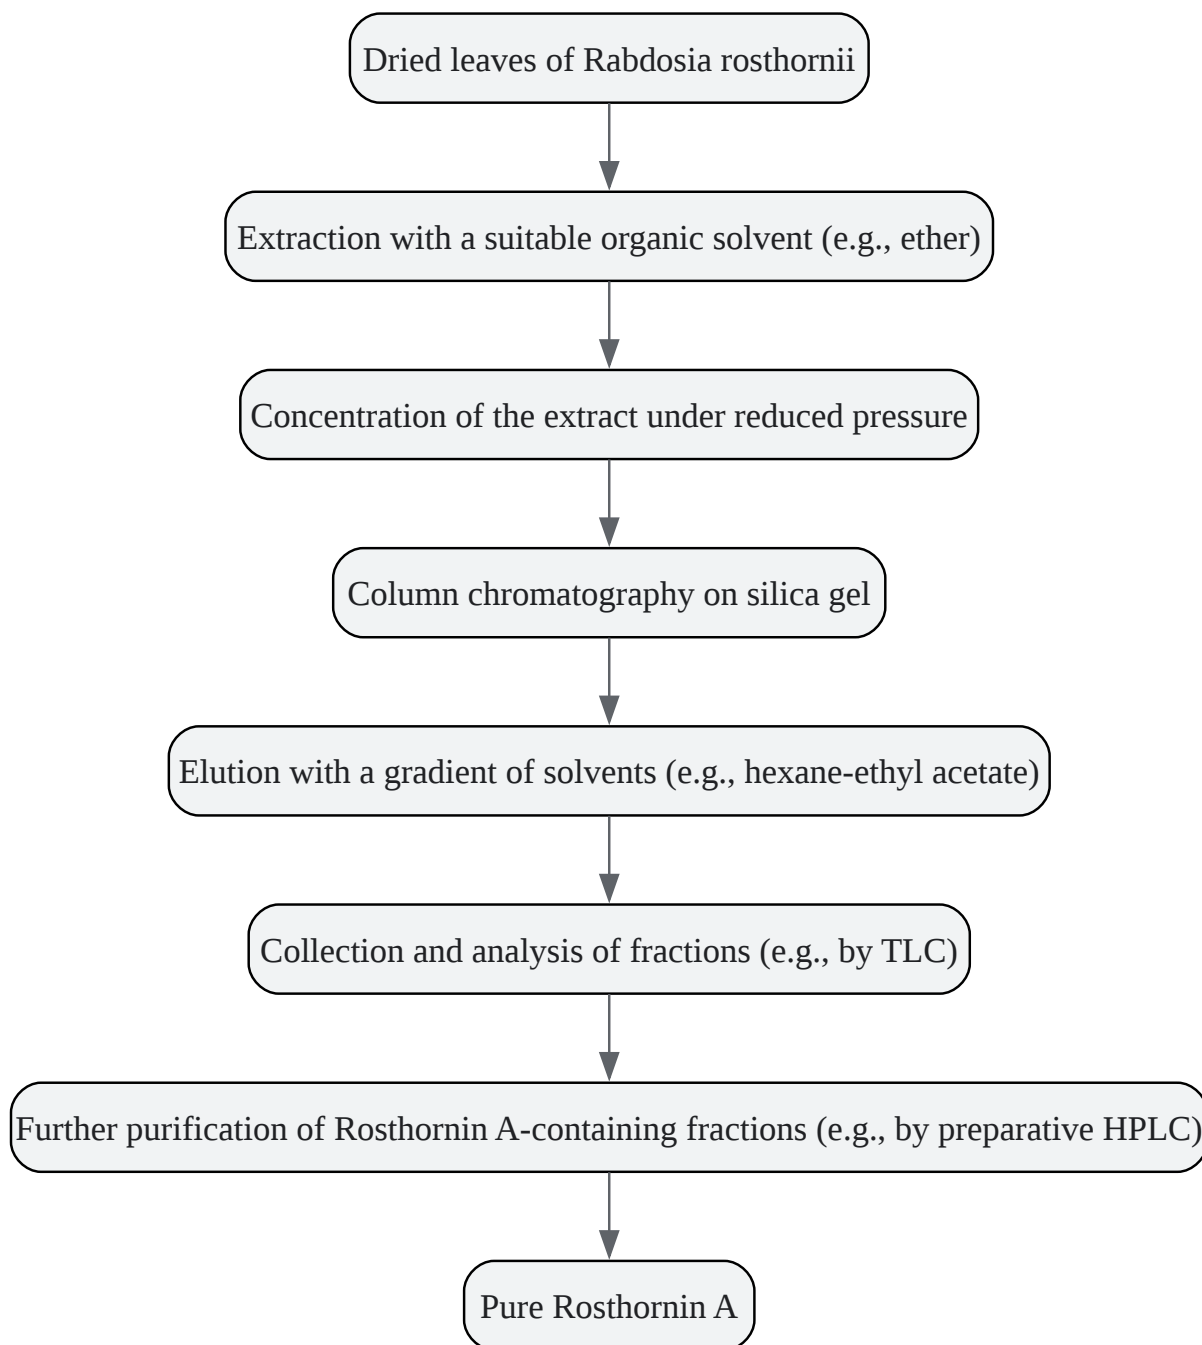 Dried leaves of Rabdosia rosthornii
Extraction with a suitable organic solvent (e.g., ether)
Concentration of the extract under reduced pressure
Column chromatography on silica gel
Elution with a gradient of solvents (e.g., hexane-ethyl acetate)
Collection and analysis of fractions (e.g., by TLC)
Further purification of Rosthornin A-containing fractions (e.g., by preparative HPLC)
Pure Rosthornin A